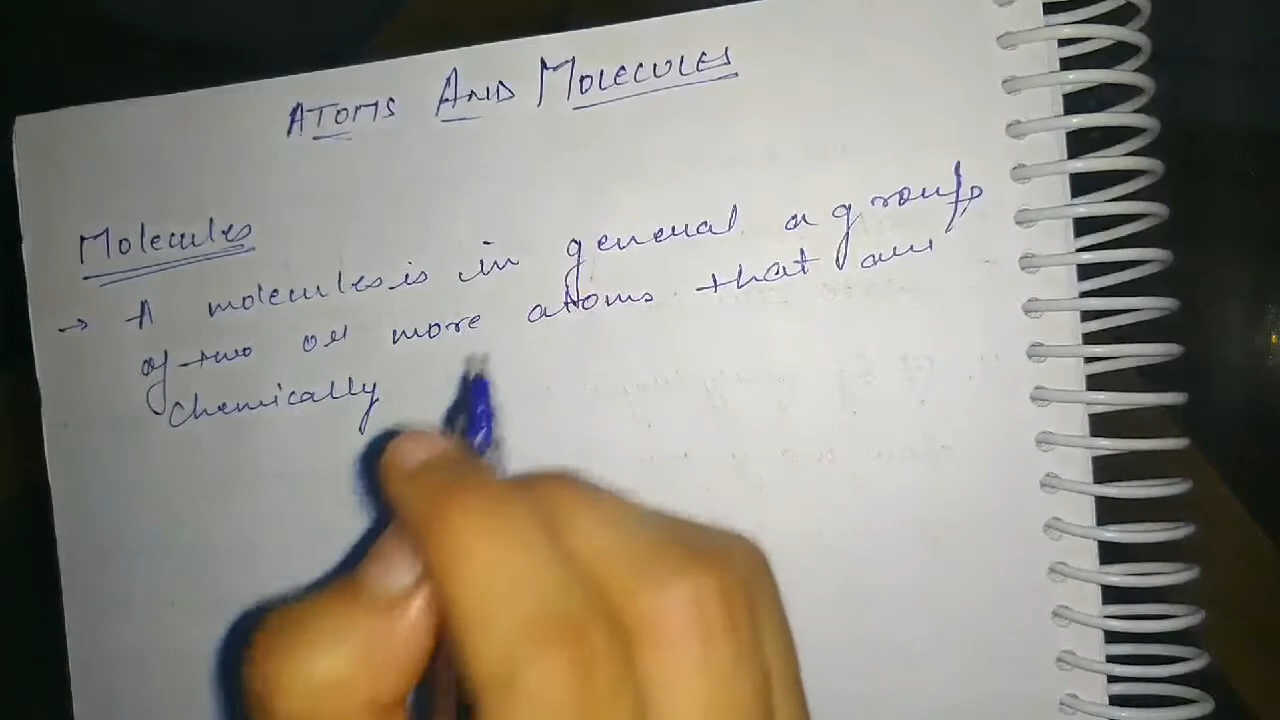 ATOMS AND MOLECULES
Molecules
→ A molecules is in general a group
of two or more atoms that are
chemically